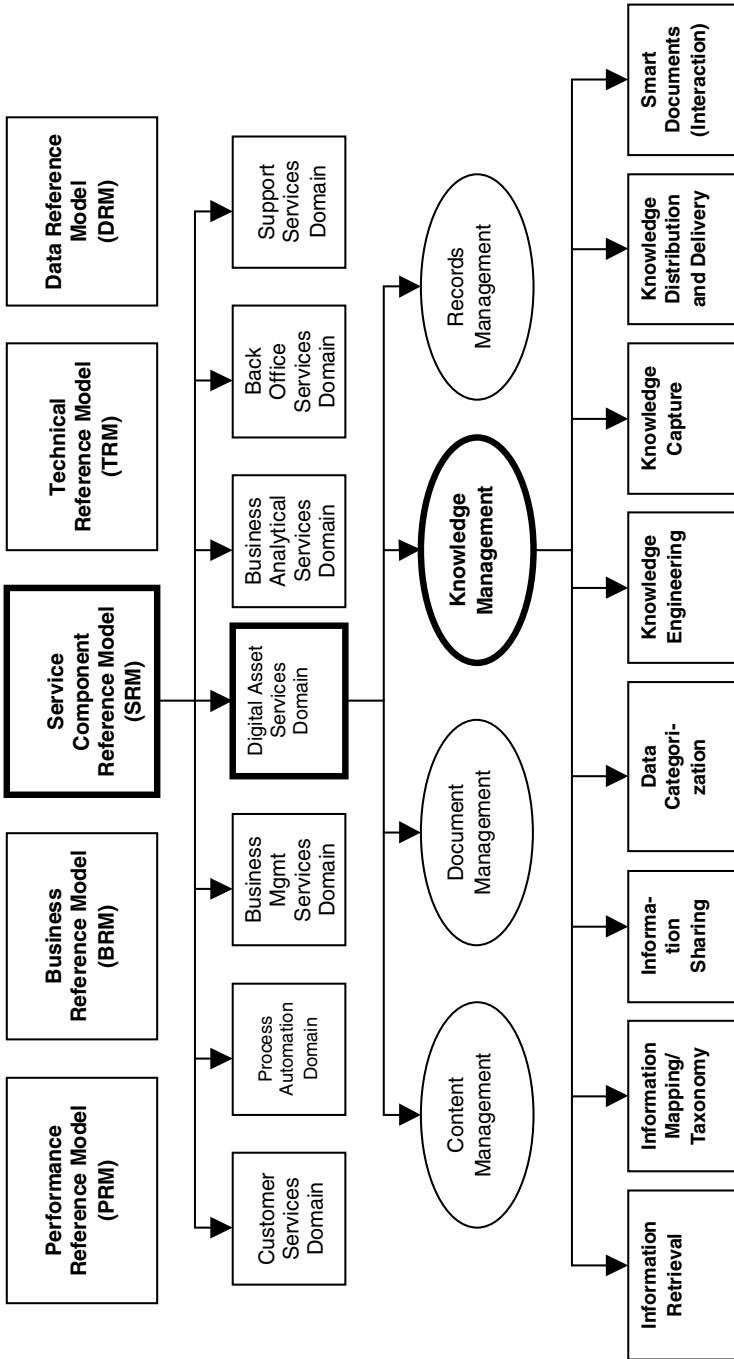 Performance
Reference Model
(PRM)
Business
Reference Model
(BRM)
Service
Component
Reference Model
(SRM)
Technical
Reference Model
(TRM)
Data Reference
Model
(DRM)
Customer
Services
Domain
Process
Automation
Domain
Business
Mgmt
Services
Domain
Digital Asset
Services
Domain
Business
Analytical
Services
Domain
Back
Office
Services
Domain
Support
Services
Domain
Content
Management
Document
Management
Knowledge
Management
Records
Management
Information
Retrieval
Information
Mapping/
Taxonomy
Informa-
tion
Sharing
Data
Categori-
zation
Knowledge
Engineering
Knowledge
Capture
Knowledge
Distribution
and Delivery
Smart
Documents
(Interaction)